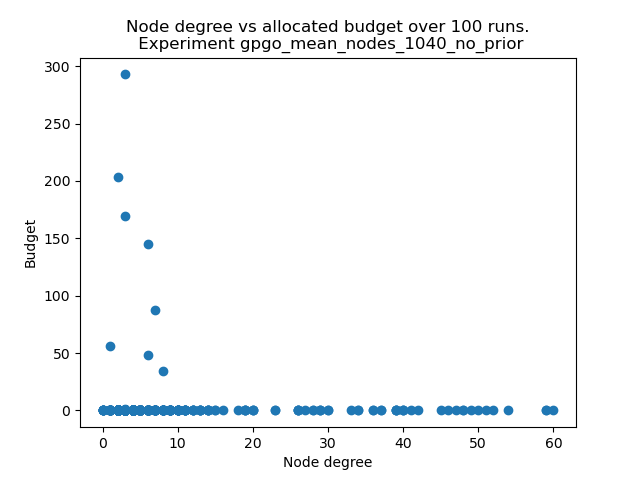 Node degree vs allocated budget over 100 runs.
Experiment gpgo_mean_nodes_1040_no_prior
300
250
200
150
100
50
0
Budget
0 10 20 30 40 50 60
Node degree